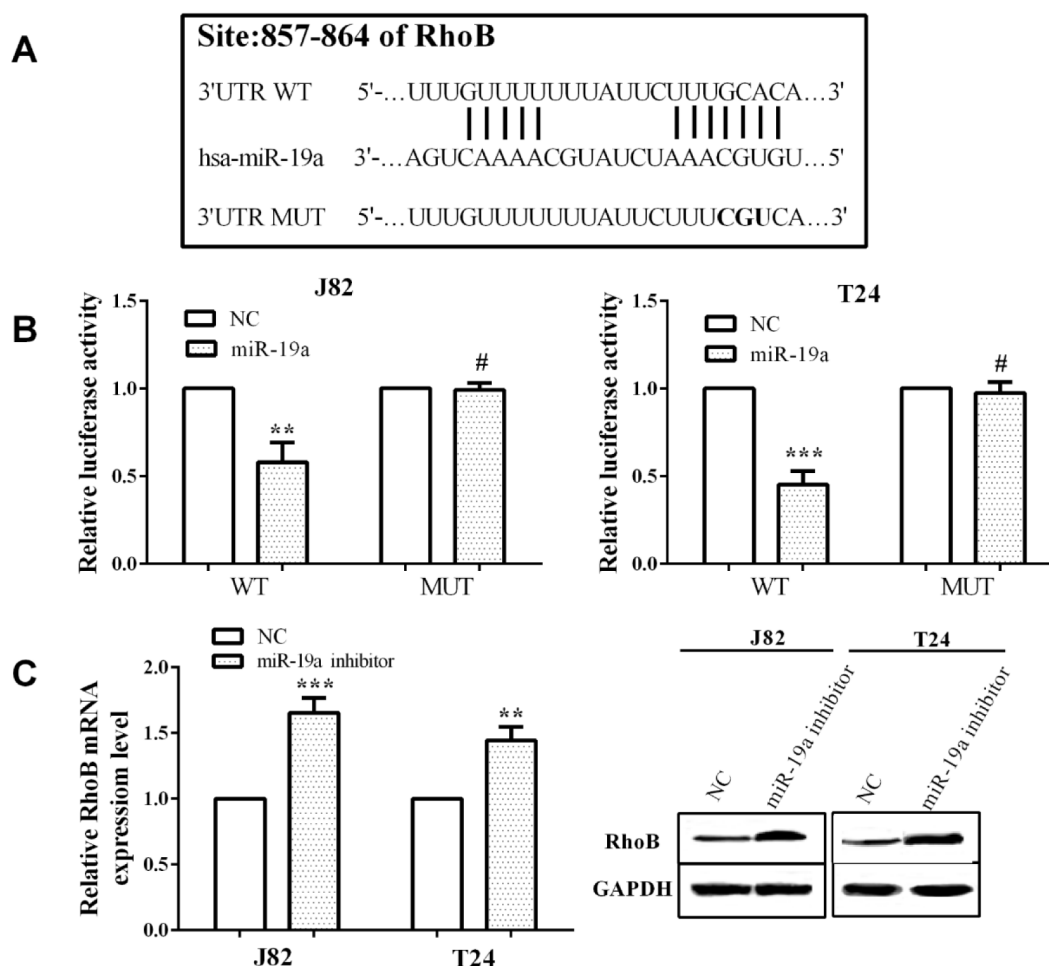 A
Site:857-864 of RhoB
3'UTR WT 5'-...UUUGUUUUUUUAUUCUUUGCACA...3'
hsa-miR-19a 3'-...AGUCAAAACGUAUCUAAACGUGU...5'
3'UTR MUT 5'-...UUUGUUUUUUUAUUCUUUCGUCA...3'
B
J82
Relative luciferase activity
1.5
1.0
0.5
0.0
NC
miR-19a
**
#
WT MUT
T24
Relative luciferase activity
1.5
1.0
0.5
0.0
NC
miR-19a
***
#
WT MUT
C
Relative RhoB mRNA
expressiom level
2.0
1.5
1.0
0.5
0.0
NC
miR-19a inhibitor
***
**
J82 T24
J82 T24
NC miR-19a inhibitor NC miR-19a inhibitor
RhoB
GAPDH